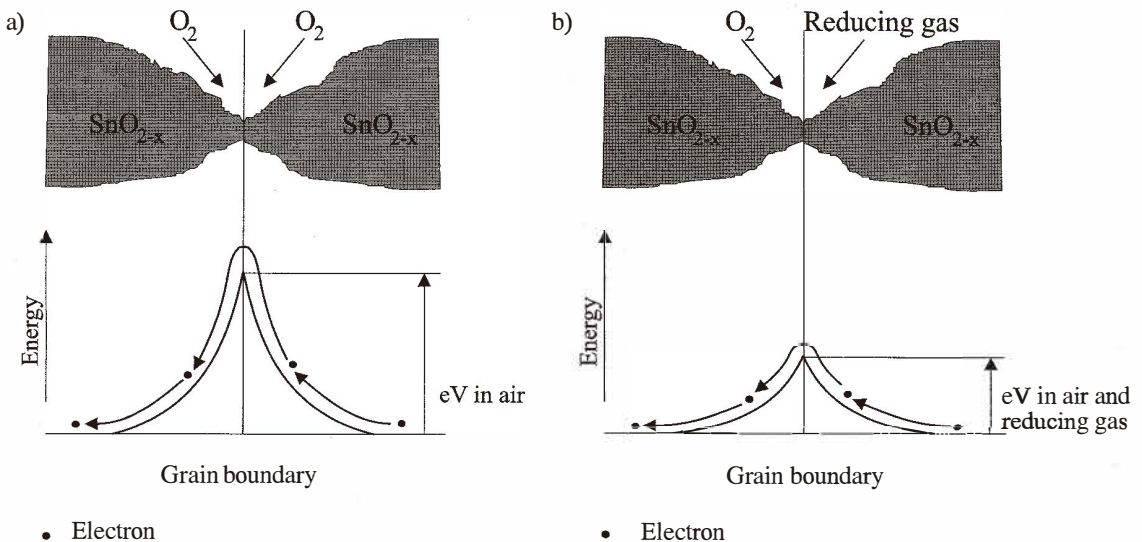 a)
O₂
O₂
SnO₂₋ₓ
SnO₂₋ₓ
Energy
eV in air
Grain boundary
Electron
b)
O₂
Reducing gas
SnO₂₋ₓ
SnO₂₋ₓ
Energy
eV in air and
reducing gas
Grain boundary
Electron